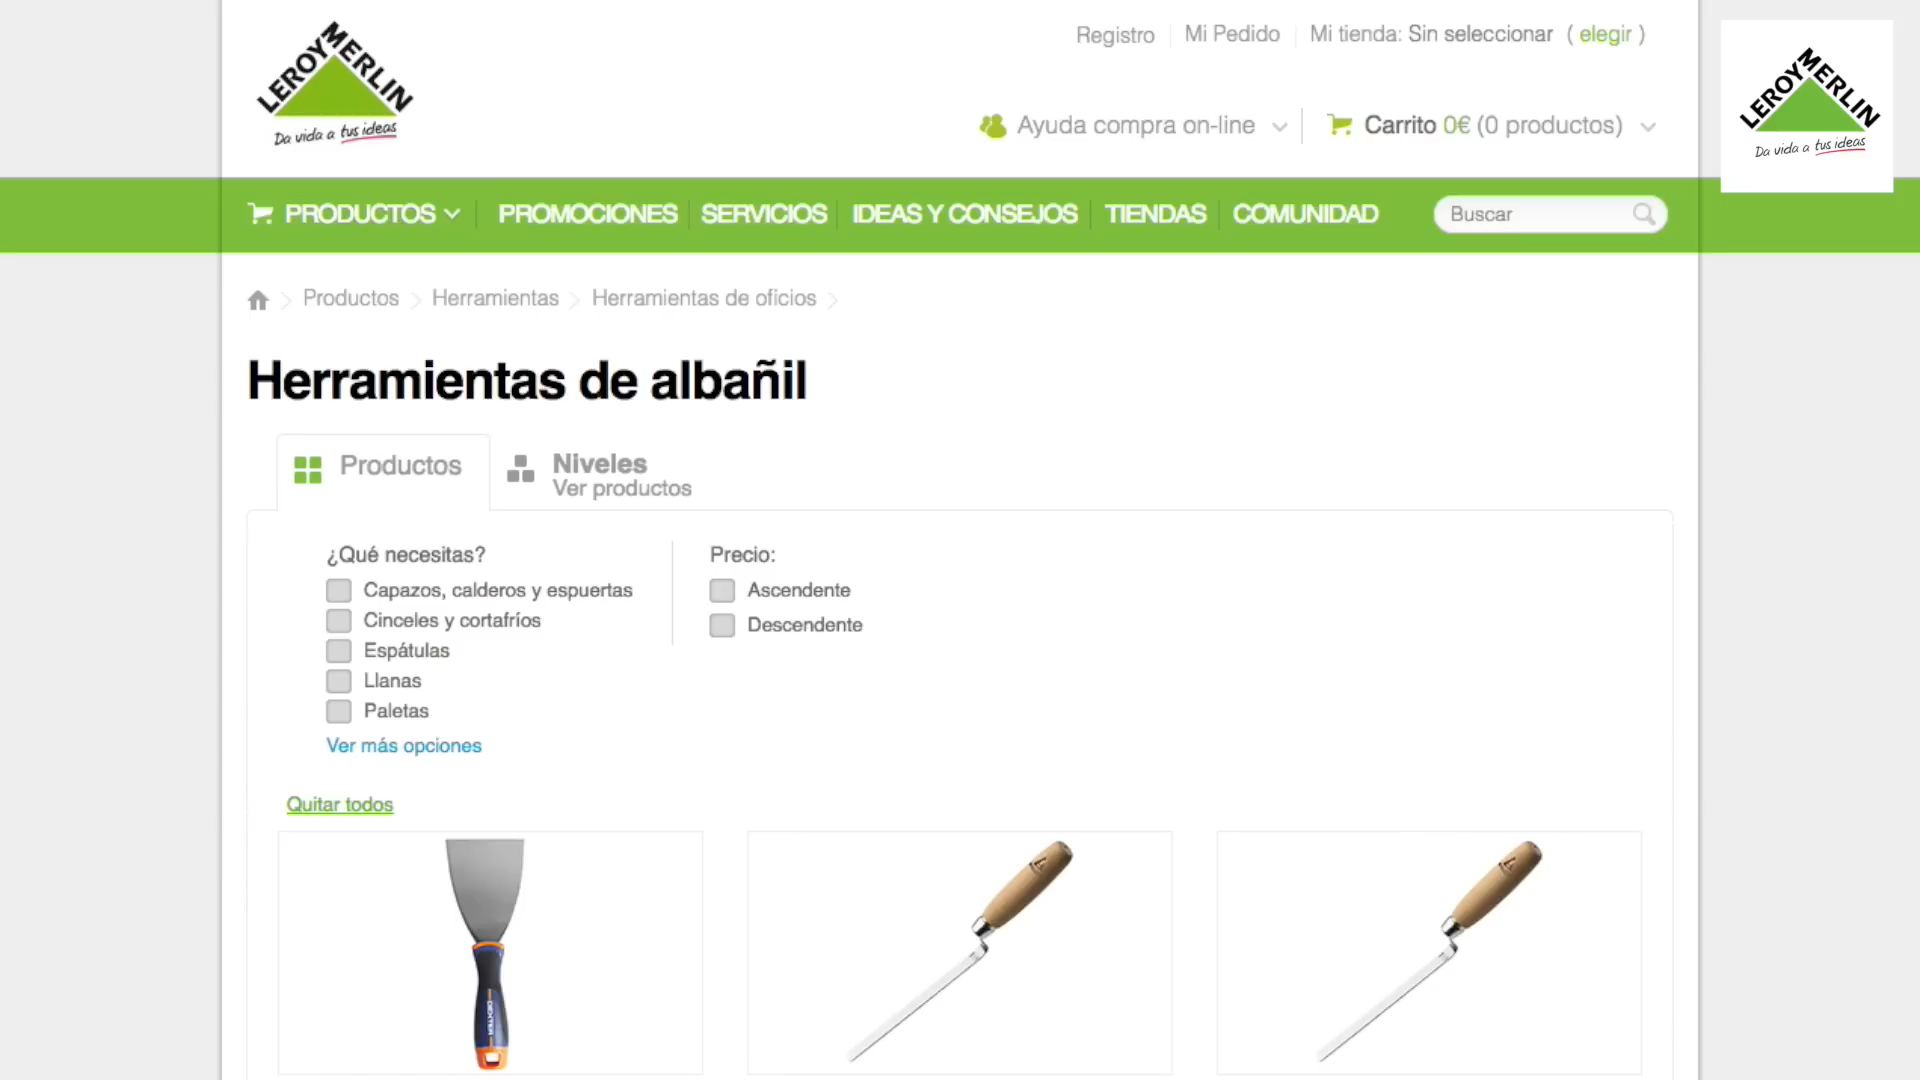 LEROY MERLIN
Da vida a tus ideas
Registro
Mi Pedido
Mi tienda: Sin seleccionar ( elegir )
LEROY MERLIN
Da vida a tus ideas
Ayuda compra on-line
Carrito 0€ (0 productos)
PRODUCTOS
PROMOCIONES
SERVICIOS
IDEAS Y CONSEJOS
TIENDAS
COMUNIDAD
Buscar
Productos
Herramientas
Herramientas de oficios
Herramientas de albañil
Productos
Niveles
Ver productos
¿Qué necesitas?
Capazos, calderos y espuertas
Cinceles y cortafríos
Espátulas
Llanas
Paletas
Ver más opciones
Precio:
Ascendente
Descendente
Quitar todos
DEXTER